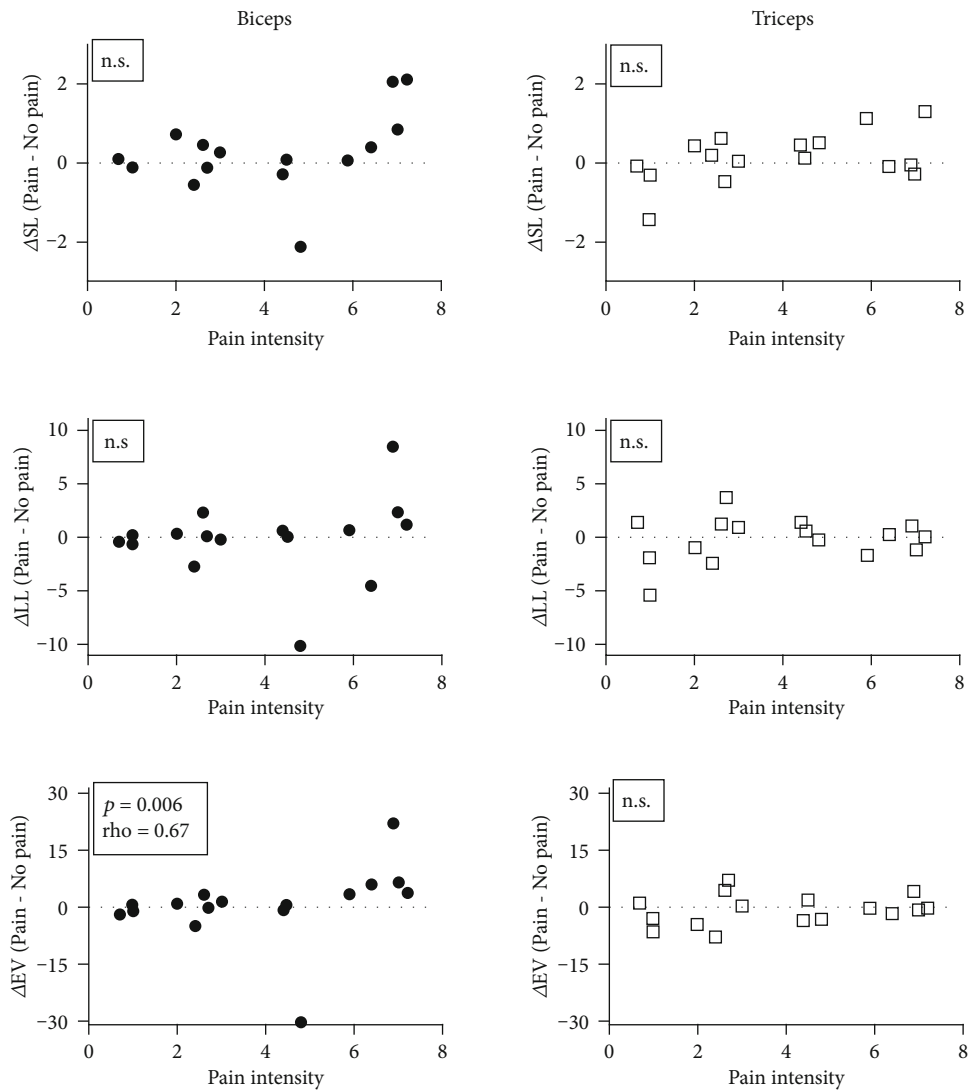 Biceps
Triceps
n.s.
2
0
−2
ΔSL (Pain - No pain)
0 2 4 6 8
Pain intensity
n.s.
2
0
−2
ΔSL (Pain - No pain)
0 2 4 6 8
Pain intensity
n.s
10
5
0
−5
−10
ΔLL (Pain - No pain)
0 2 4 6 8
Pain intensity
n.s.
10
5
0
−5
−10
ΔLL (Pain - No pain)
0 2 4 6 8
Pain intensity
p = 0.006
rho = 0.67
30
15
0
−15
−30
ΔEV (Pain - No pain)
0 2 4 6 8
Pain intensity
n.s.
30
15
0
−15
−30
ΔEV (Pain - No pain)
0 2 4 6 8
Pain intensity